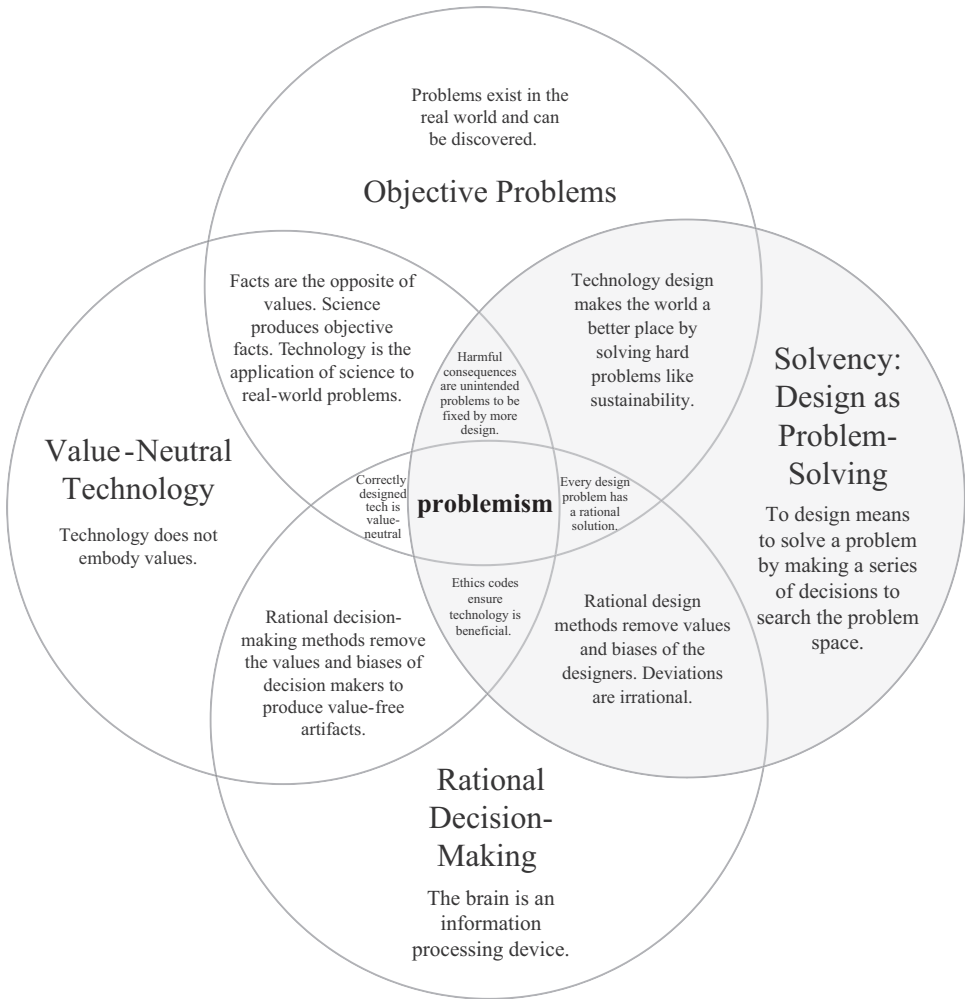 Problems exist in the
real world and can
be discovered.
Objective Problems
Facts are the opposite of
values. Science
produces objective
facts. Technology is the
application of science to
real-world problems.
Technology design
makes the world a
better place by
solving hard
problems like
sustainability.
Harmful
consequences
are unintended
problems to be
fixed by more
design.
Solvency:
Design as
Problem-
Solving
To design means
to solve a problem
by making a series
of decisions to
search the problem
space.
Value-Neutral
Technology
Technology does not
embody values.
Correctly
designed
tech is
value-
neutral
problemism
Every design
problem has
a rational
solution.
Ethics codes
ensure
technology is
beneficial.
Rational decision-
making methods remove
the values and biases of
decision makers to
produce value-free
artifacts.
Rational design
methods remove values
and biases of the
designers. Deviations
are irrational.
Rational
Decision-
Making
The brain is an
information
processing device.